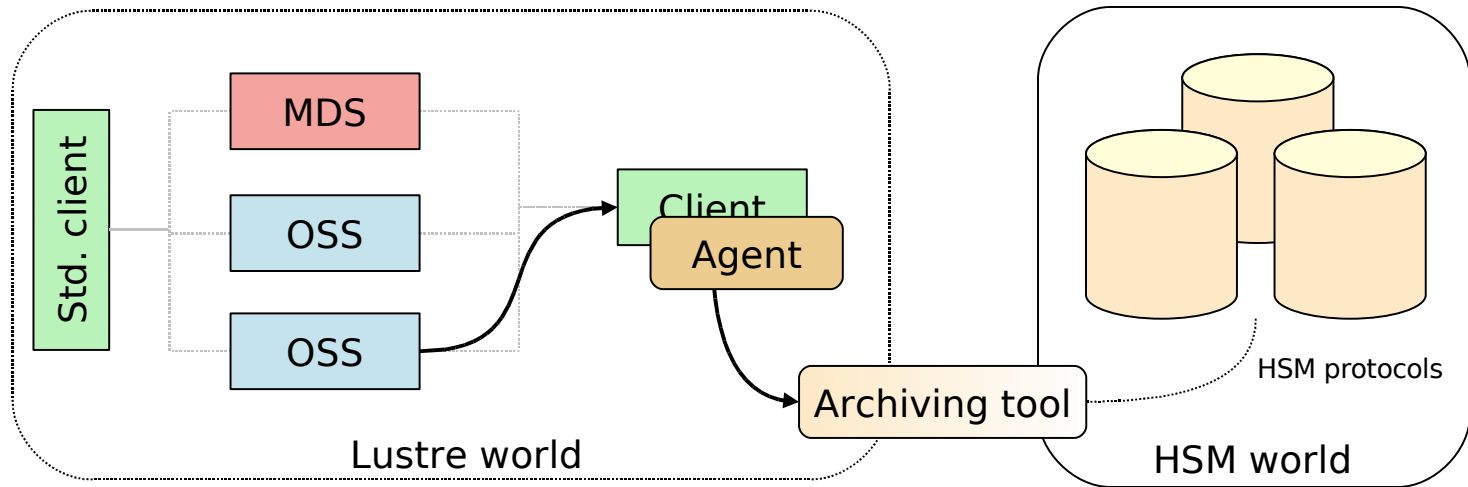 Std. client
MDS
OSS
OSS
Client
Agent
Archiving tool
HSM protocols
Lustre world
HSM world